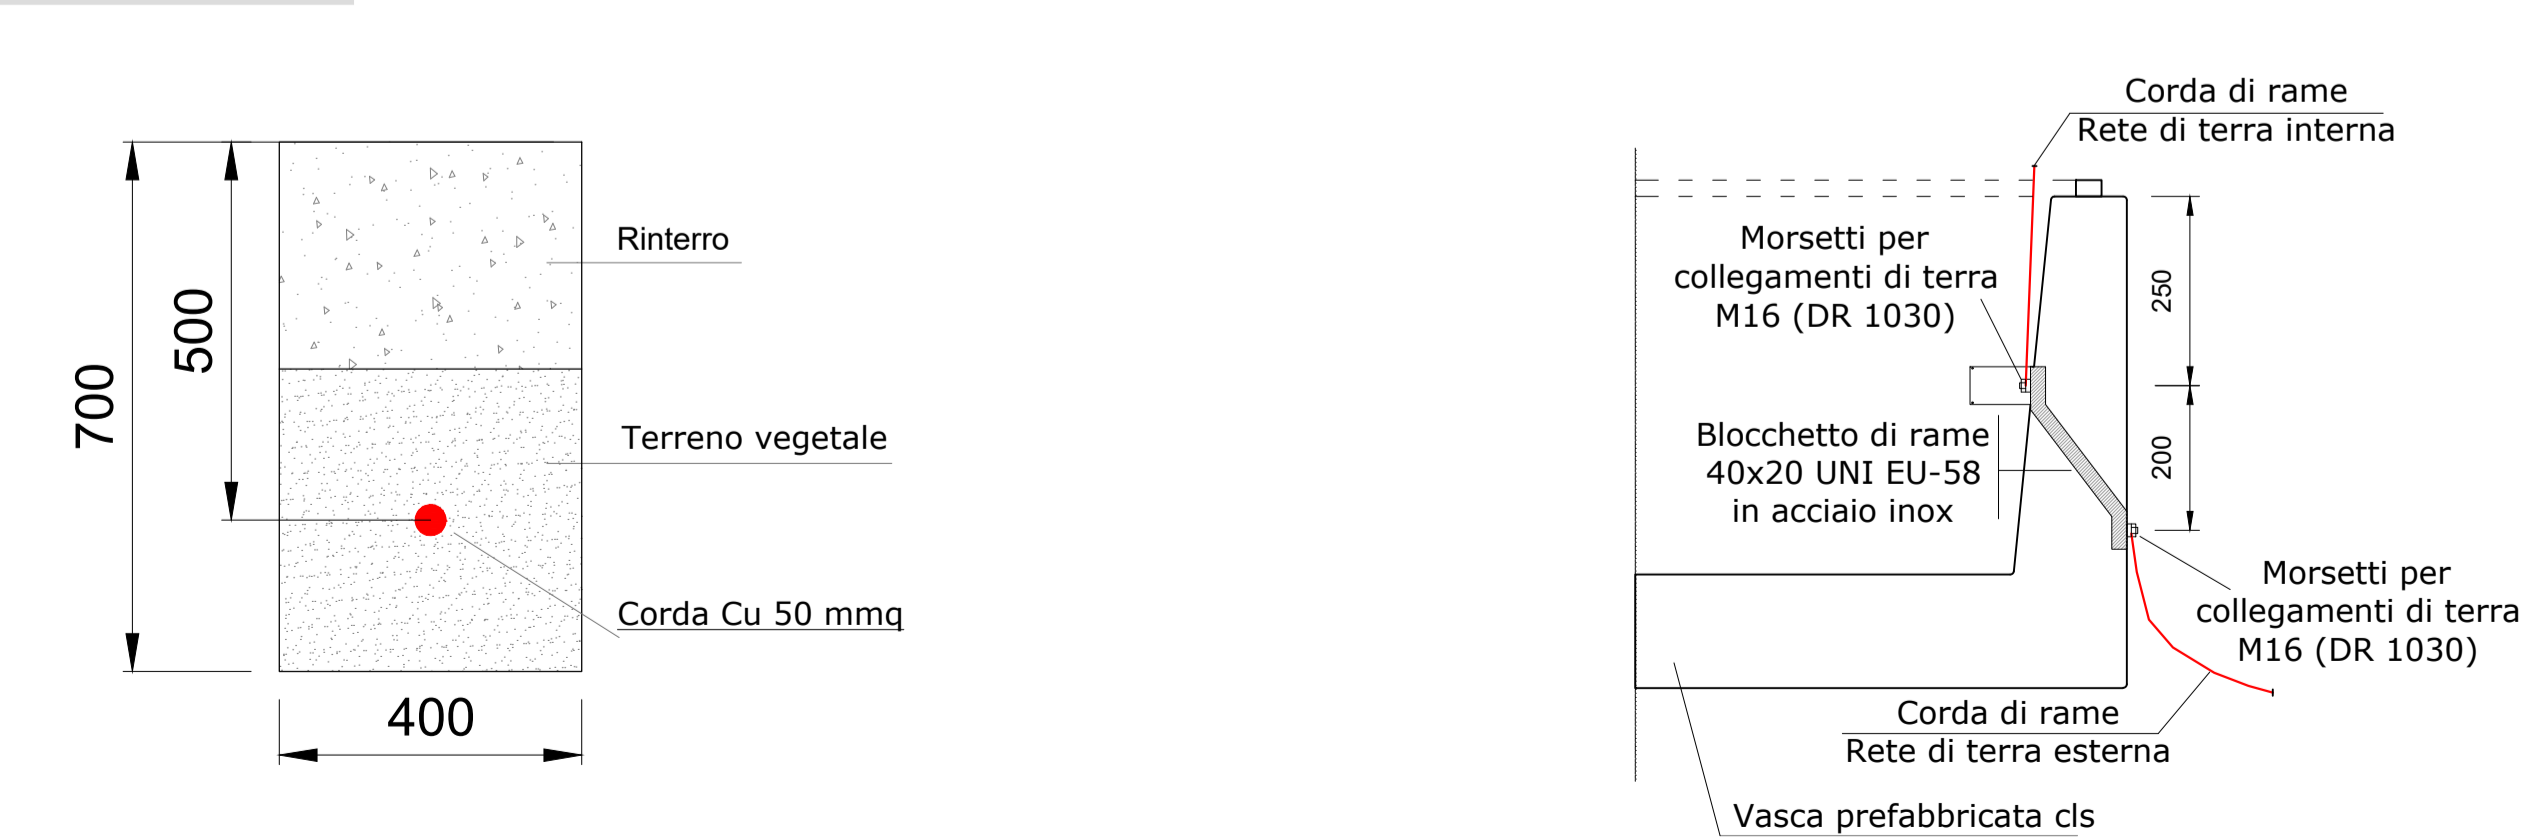 700
500
Rinterro
Terreno vegetale
Corda Cu 50 mmq
400
Corda di rame
Rete di terra interna
Morsetti per
collegamenti di terra
M16 (DR 1030)
250
Blocchetto di rame
40x20 UNI EU-58
in acciaio inox
200
Morsetti per
collegamenti di terra
M16 (DR 1030)
Corda di rame
Rete di terra esterna
Vasca prefabbricata cls